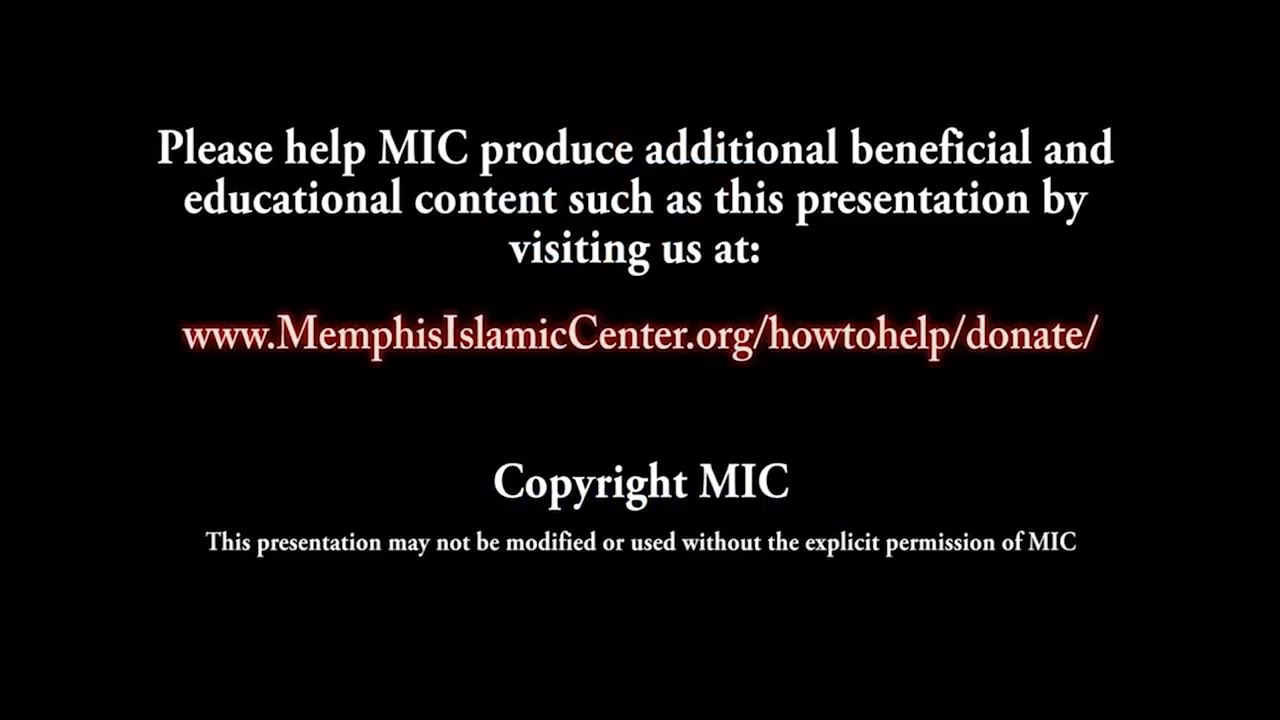 Please help MIC produce additional beneficial and
educational content such as this presentation by
visiting us at:
www.MemphisIslamicCenter.org/howtohelp/donate/
Copyright MIC
This presentation may not be modified or used without the explicit permission of MIC